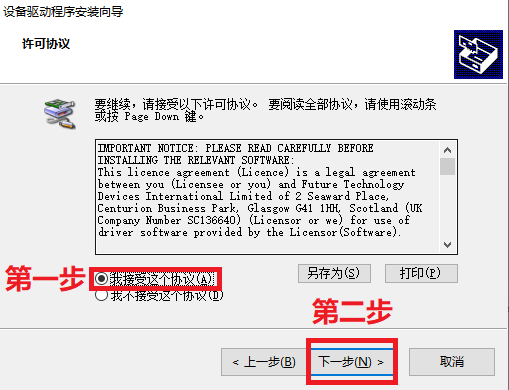 设备驱动程序安装向导
许可协议
要继续，请接受以下许可协议。 要阅读全部协议，请使用滚动条
或按 Page Down 键。
IMPORTANT NOTICE: PLEASE READ CAREFULLY BEFORE
INSTALLING THE RELEVANT SOFTWARE:
This licence agreement (Licence) is a legal agreement
between you (Licensee or you) and Future Technology
Devices International Limited of 2 Seaward Place,
Centurion Business Park, Glasgow G41 1HH, Scotland (UK
Company Number SC136640) (Licensor or we) for use of
driver software provided by the Licensor(Software).
第一步
我接受这个协议(A)
另存为(S)
打印(P)
我不接受这个协议(D)
第二步
< 上一步(B)
下一步(N) >
取消